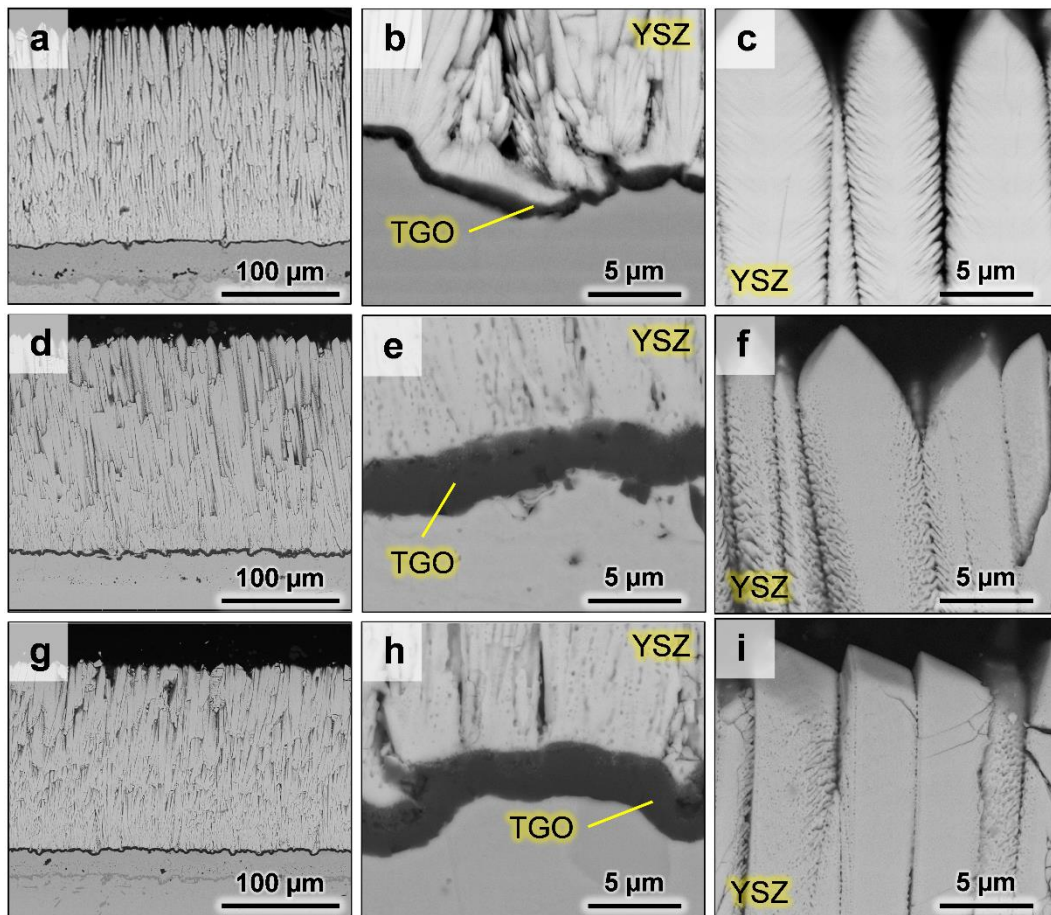 a
100 µm
b
YSZ
TGO
5 µm
c
YSZ
5 µm
d
100 µm
e
YSZ
TGO
5 µm
f
YSZ
5 µm
g
100 µm
h
YSZ
TGO
5 µm
i
YSZ
5 µm